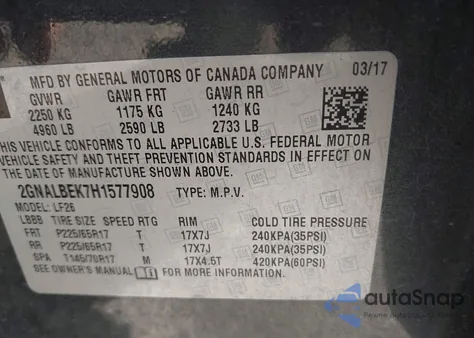 MFD BY GENERAL MOTORS OF CANADA COMPANY 03/17
GVWR GAWR FRT GAWR RR
2250 KG 1175 KG 1240 KG
4960 LB 2590 LB 2733 LB
THIS VEHICLE CONFORMS TO ALL APPLICABLE U.S. FEDERAL MOTOR
VEHICLE SAFETY AND THEFT PREVENTION STANDARDS IN EFFECT ON
THE DATE OF MANUFACTURE SHOWN ABOVE.
2GNALBEK7H1577908 TYPE: M.P.V.
MODEL: LF26
LBBB TIRE SIZE SPEED RTG RIM COLD TIRE PRESSURE
FRT P225/65R17 T 17X7J 240KPA(35PSI)
RR P225/65R17 T 17X7J 240KPA(35PSI)
SPA T145/70R17 M 17X4.5T 420KPA(60PSI)
SEE OWNER'S MANUAL FOR MORE INFORMATION.
autoSnap